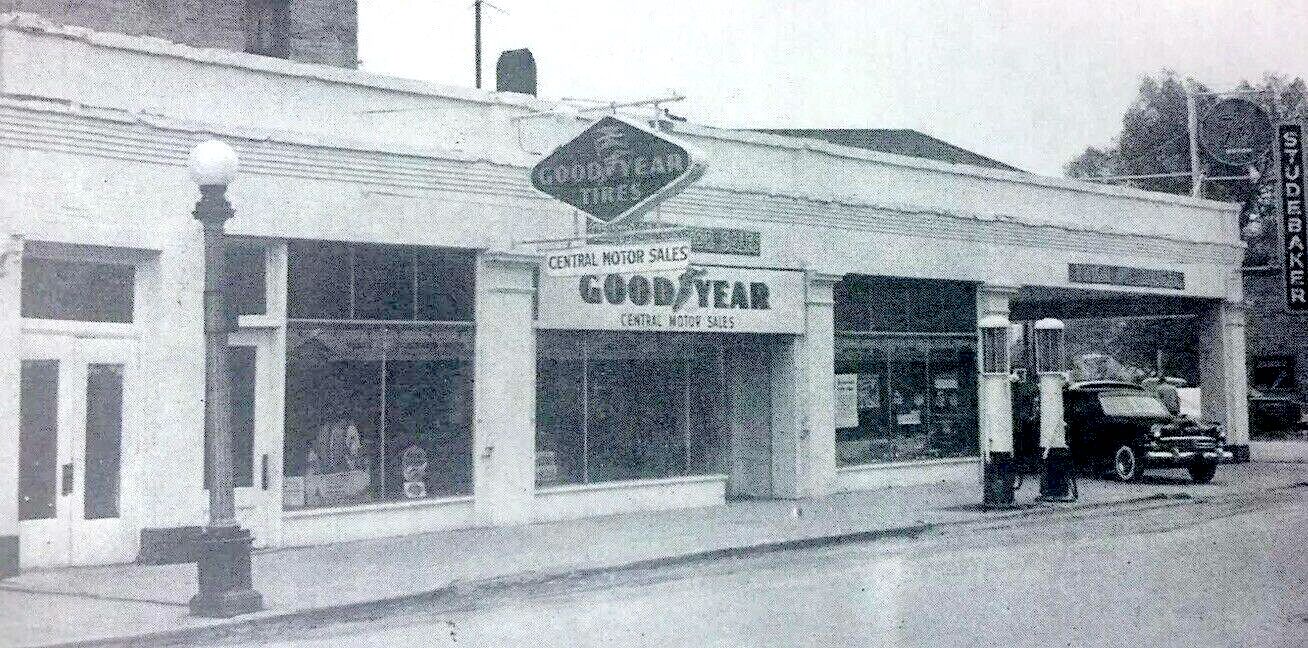 GOODYEAR
TIRES
CENTRAL MOTOR SALES
GOODYEAR
CENTRAL MOTOR SALES
STUDEBAKER